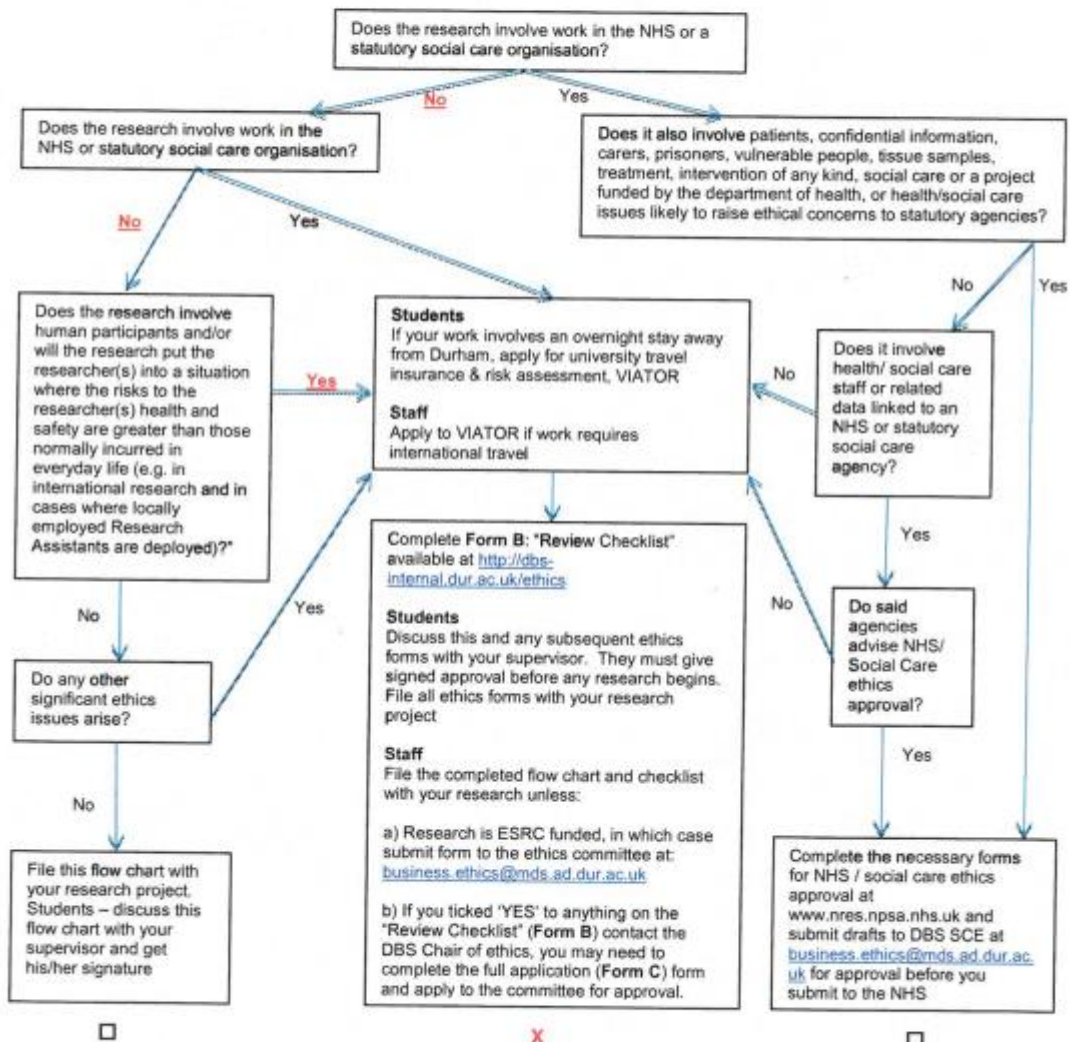 Does the research involve work in the NHS or a
statutory social care organisation?
No
Yes
Does the research involve work in the
NHS or statutory social care organisation?
Does it also involve patients, confidential information,
carers, prisoners, vulnerable people, tissue samples,
treatment, intervention of any kind, social care or a project
funded by the department of health, or health/social care
issues likely to raise ethical concerns to statutory agencies?
No
Yes
No
Yes
Does the research involve
human participants and/or
will the research put the
researcher(s) into a situation
where the risks to the
researcher(s) health and
safety are greater than those
normally incurred in
everyday life (e.g. in
international research and in
cases where locally
employed Research
Assistants are deployed)?"
Yes
Students
If your work involves an overnight stay away
from Durham, apply for university travel
insurance & risk assessment, VIATOR
Staff
Apply to VIATOR if work requires
international travel
No
Does it involve
health/ social care
staff or related
data linked to an
NHS or statutory
social care
agency?
Yes
No
Yes
No
Do any other
significant ethics
issues arise?
No
Complete Form B: "Review Checklist"
available at http://dbs-
internal.dur.ac.uk/ethics
Students
Discuss this and any subsequent ethics
forms with your supervisor. They must give
signed approval before any research begins.
File all ethics forms with your research
project
Staff
File the completed flow chart and checklist
with your research unless:
a) Research is ESRC funded, in which case
submit form to the ethics committee at:
business.ethics@mds.ad.dur.ac.uk
b) If you ticked 'YES' to anything on the
"Review Checklist" (Form B) contact the
DBS Chair of ethics, you may need to
complete the full application (Form C) form
and apply to the committee for approval.
Do said
agencies
advise NHS/
Social Care
ethics
approval?
Yes
File this flow chart with
your research project.
Students – discuss this
flow chart with your
supervisor and get
his/her signature
Complete the necessary forms
for NHS / social care ethics
approval at
www.nres.npsa.nhs.uk and
submit drafts to DBS SCE at
business.ethics@mds.ad.dur.ac.
uk for approval before you
submit to the NHS
X